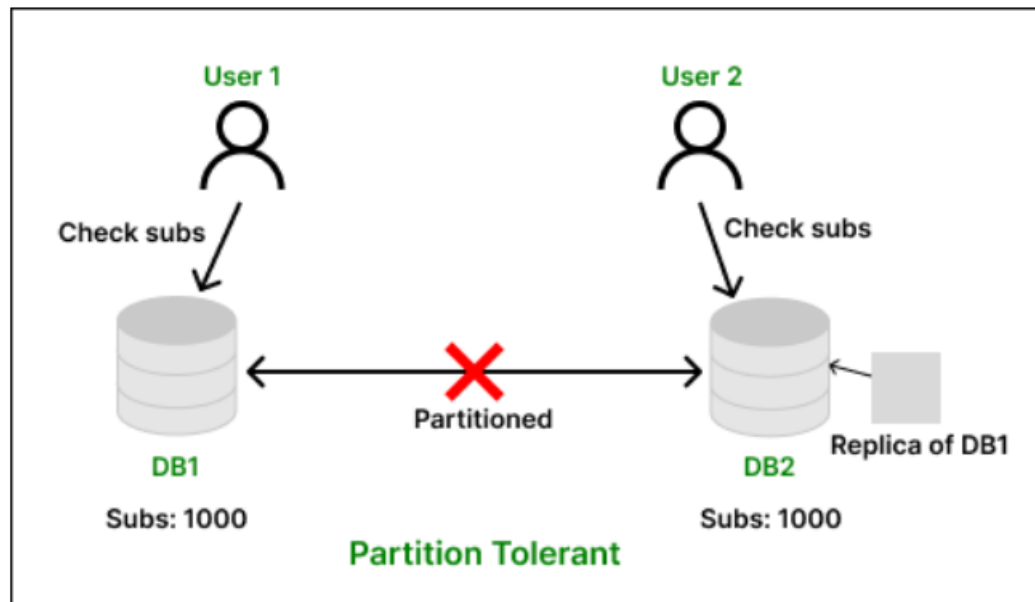 User 1
User 2
Check subs
Check subs
Partitioned
Replica of DB1
DB1
DB2
Subs: 1000
Subs: 1000
Partition Tolerant